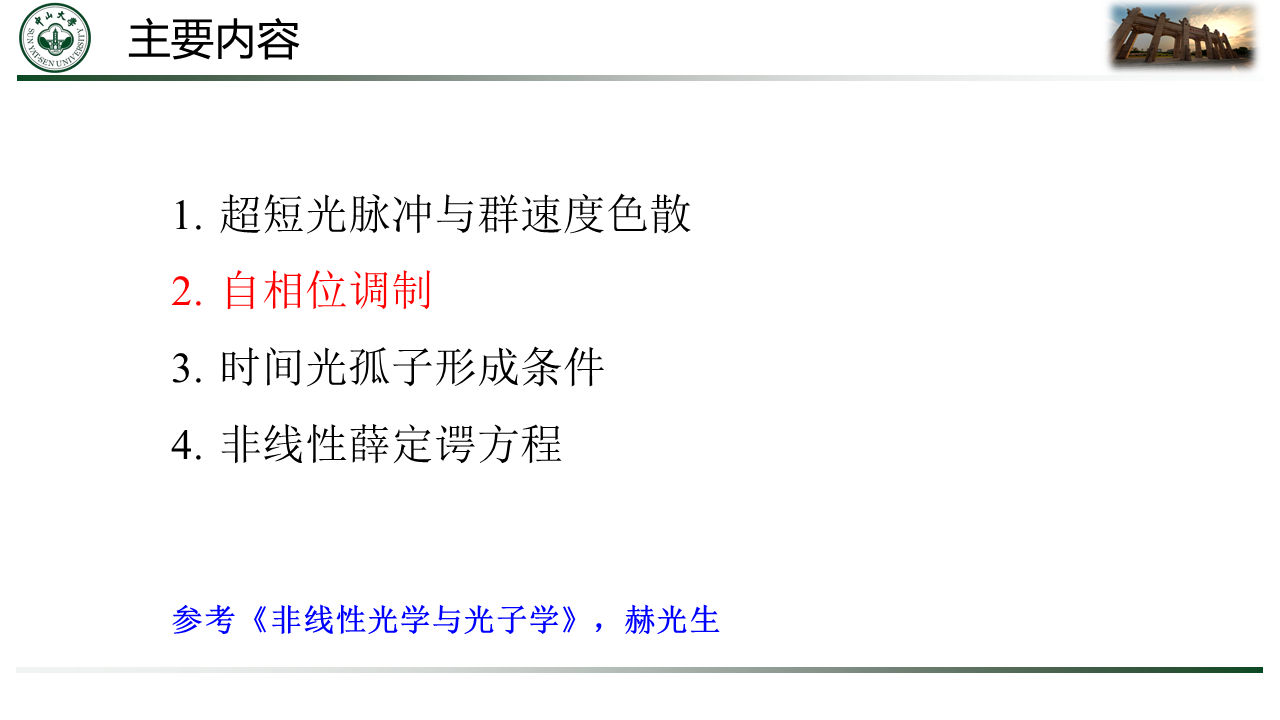 中山大学
SUN YAT-SEN UNIVERSITY
主要内容
1. 超短光脉冲与群速度色散
2. 自相位调制
3. 时间光孤子形成条件
4. 非线性薛定谔方程
参考《非线性光学与光子学》，赫光生